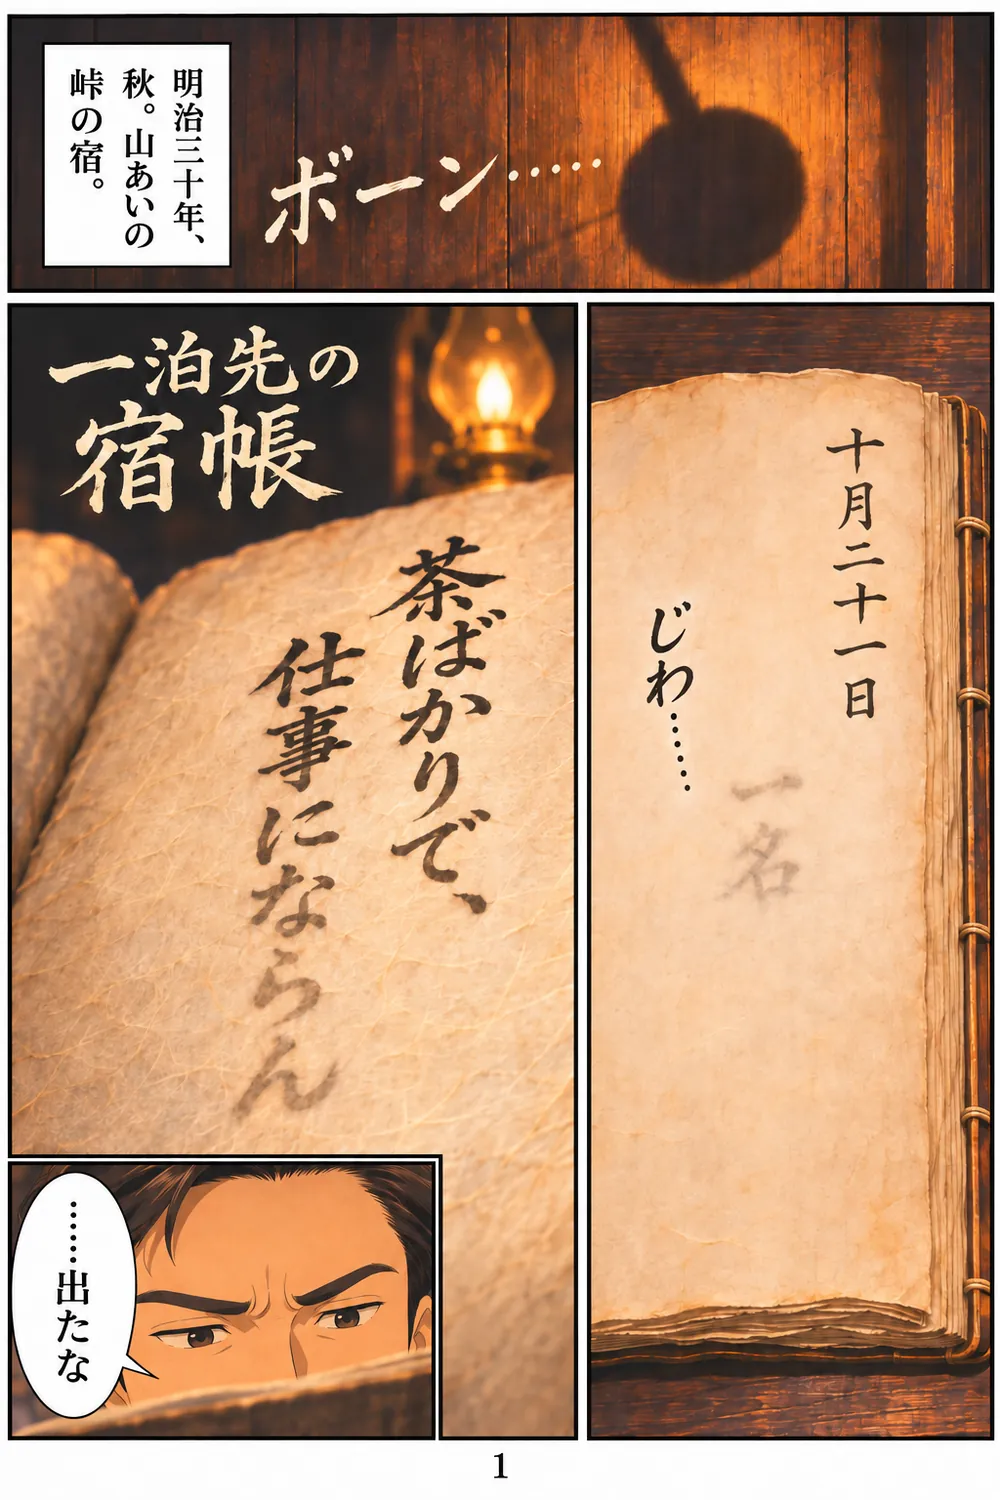 明治三十年、
秋。山あいの
峠の宿。
ボーン……
十月二十一日
じわ……
一名
一泊先の
宿帳
茶ばかりで、
仕事にならん
……出たな
1